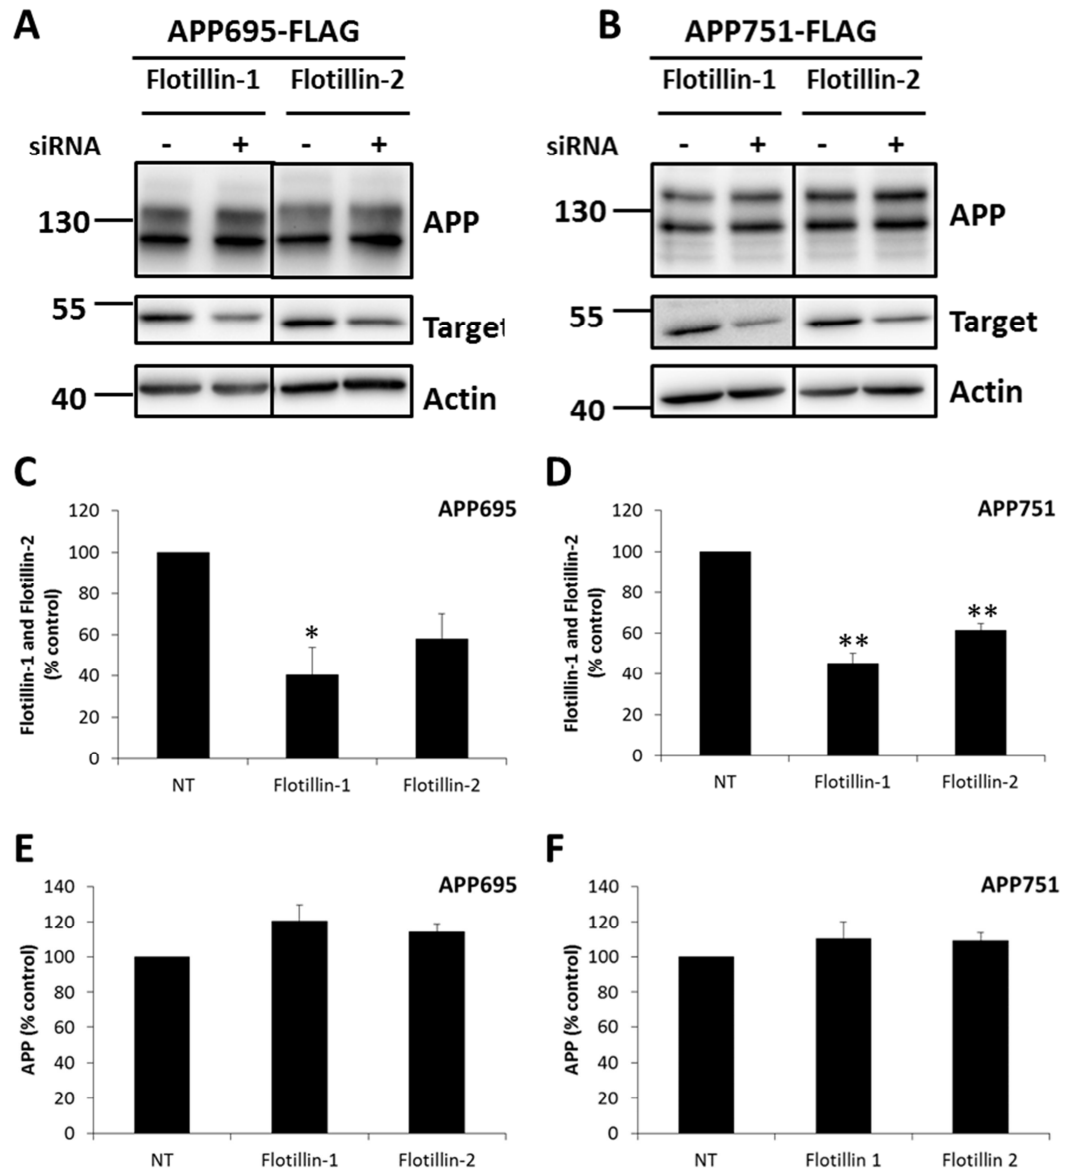 A
APP695-FLAG
Flotillin-1 Flotillin-2
siRNA - + - +
130 APP
55 Target
40 Actin
B
APP751-FLAG
Flotillin-1 Flotillin-2
siRNA - + - +
130 APP
55 Target
40 Actin
C
APP695
Flotillin-1 and Flotillin-2
(% control)
120
100
80
60
40
20
0
*
NT Flotillin-1 Flotillin-2
D
APP751
Flotillin-1 and Flotillin-2
(% control)
120
100
80
60
40
20
0
** **
NT Flotillin-1 Flotillin-2
E
APP695
APP (% control)
140
120
100
80
60
40
20
0
NT Flotillin-1 Flotillin-2
F
APP751
APP (% control)
140
120
100
80
60
40
20
0
NT Flotillin 1 Flotillin 2